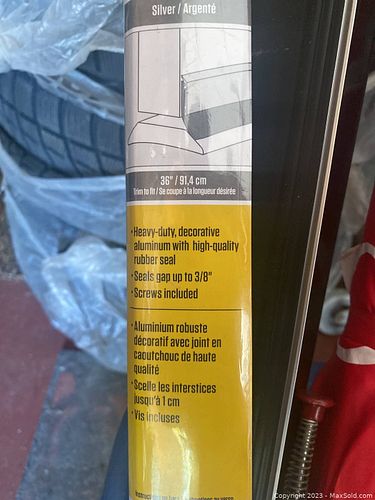 Silver / Argenté
36" / 91,4 cm
Trim to fit / Se coupe à la longueur désirée
• Heavy-duty, decorative
aluminum with high-quality
rubber seal
• Seals gap up to 3/8"
• Screws included
• Aluminium robuste
décoratif avec joint en
caoutchouc de haute
qualité
• Scelle les interstices
jusqu'à 1 cm
• Vis incluses
Copyright © 2023 - MaxSold.com